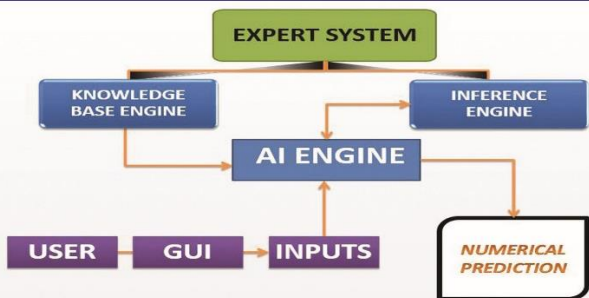 EXPERT SYSTEM
KNOWLEDGE
BASE ENGINE
INFERENCE
ENGINE
AI ENGINE
USER
GUI
INPUTS
NUMERICAL
PREDICTION